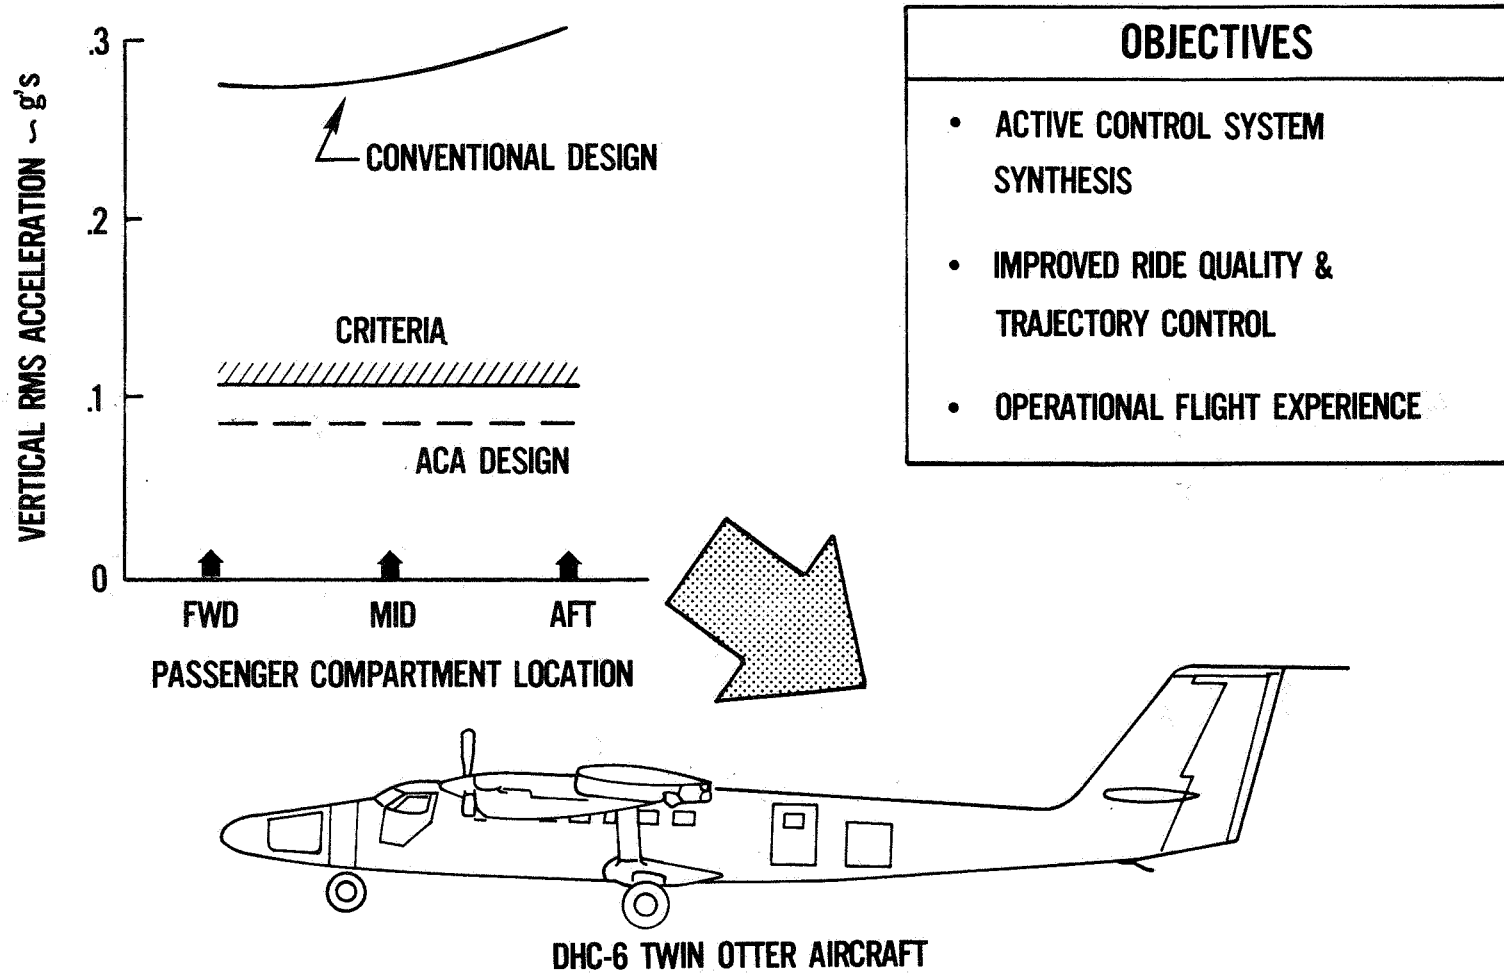 VERTICAL RMS ACCELERATION ~ g's
.3
.2
.1
0
CONVENTIONAL DESIGN
CRITERIA
ACA DESIGN
FWD
MID
AFT
PASSENGER COMPARTMENT LOCATION
OBJECTIVES
• ACTIVE CONTROL SYSTEM
SYNTHESIS
• IMPROVED RIDE QUALITY &
TRAJECTORY CONTROL
• OPERATIONAL FLIGHT EXPERIENCE
DHC-6 TWIN OTTER AIRCRAFT